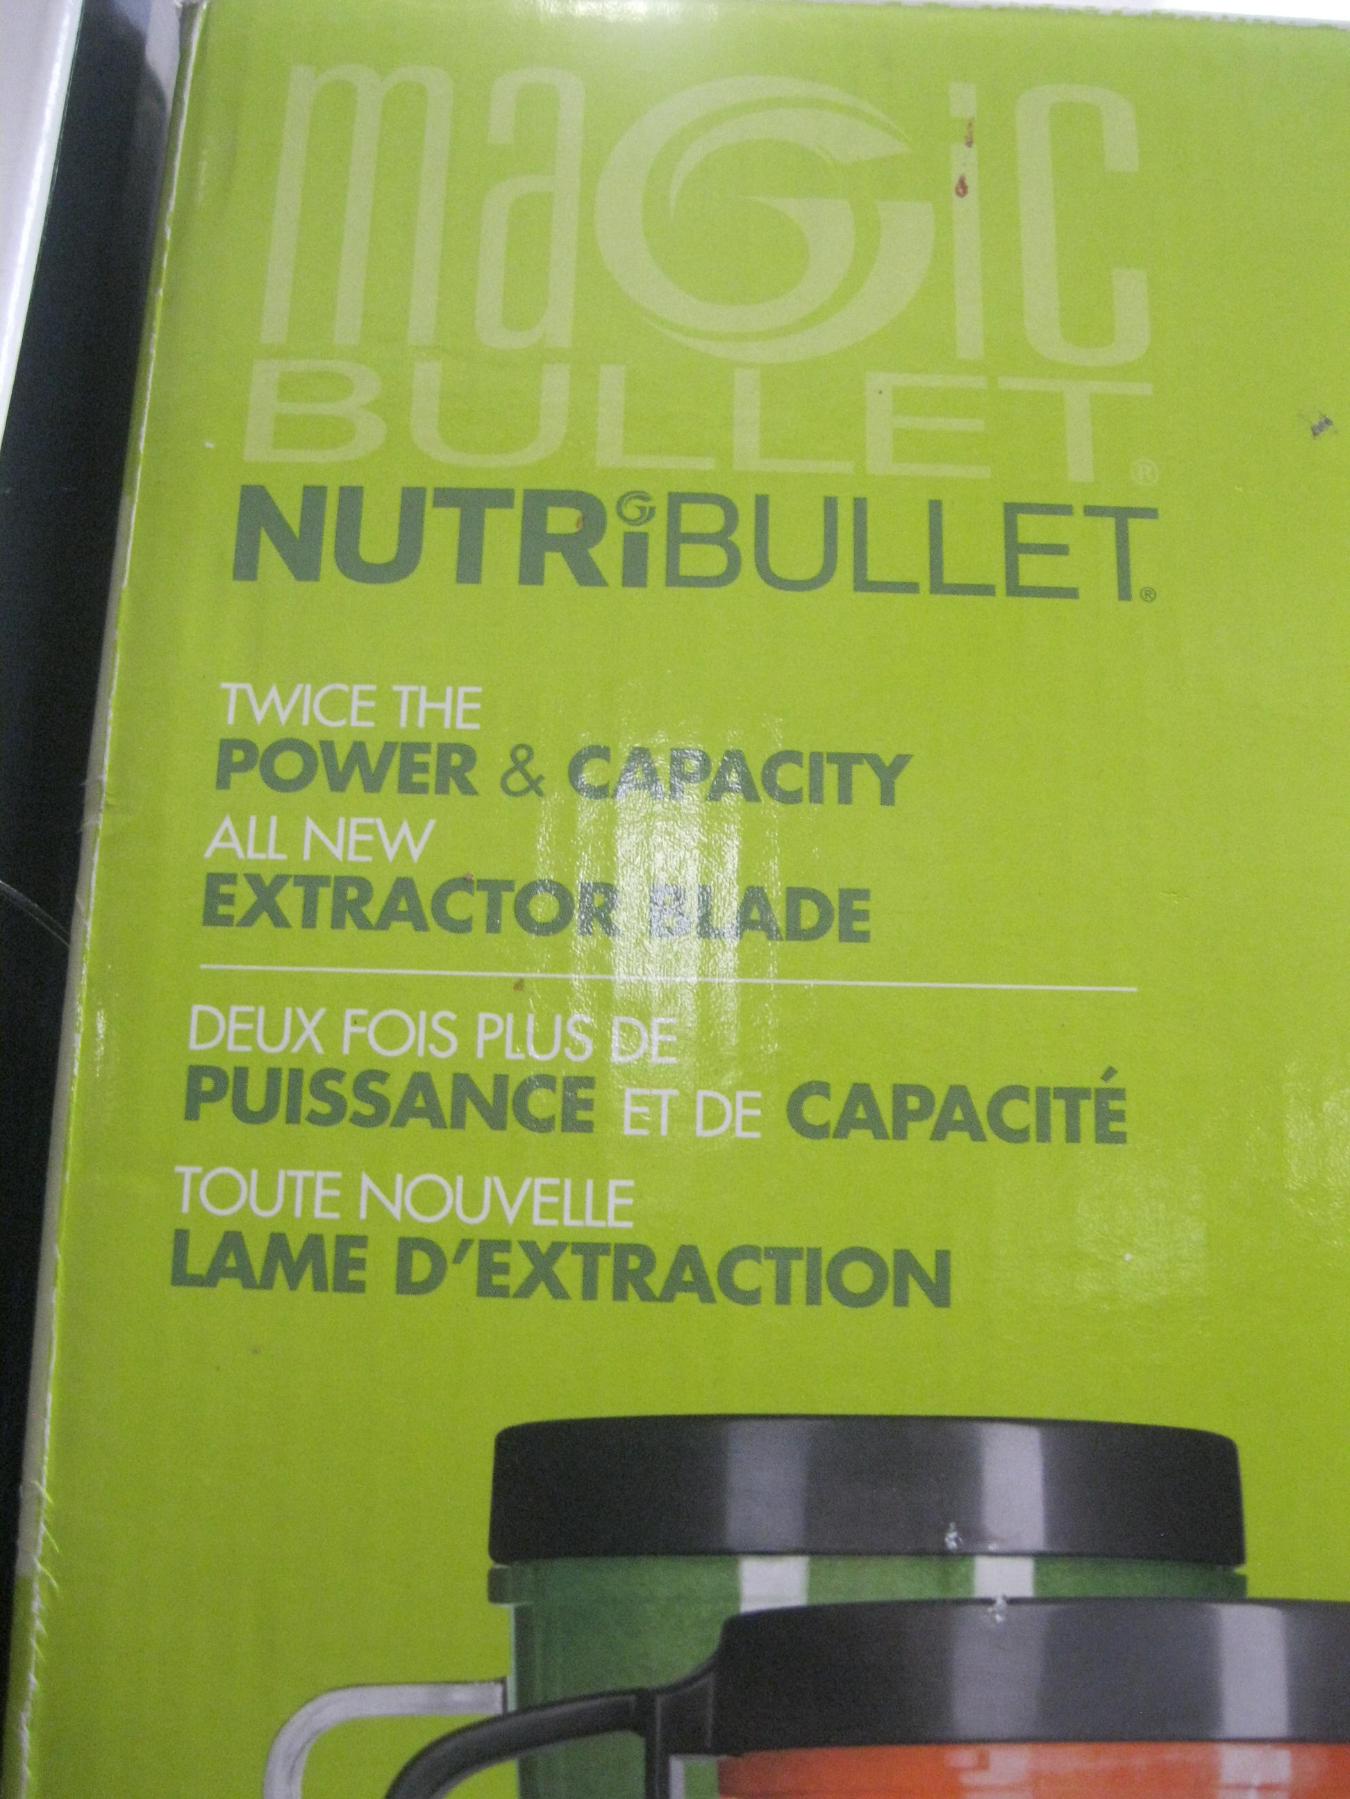 maGic
BULLET®
NUTRiBULLET®
TWICE THE
POWER & CAPACITY
ALL NEW
EXTRACTOR BLADE
DEUX FOIS PLUS DE
PUISSANCE ET DE CAPACITÉ
TOUTE NOUVELLE
LAME D'EXTRACTION